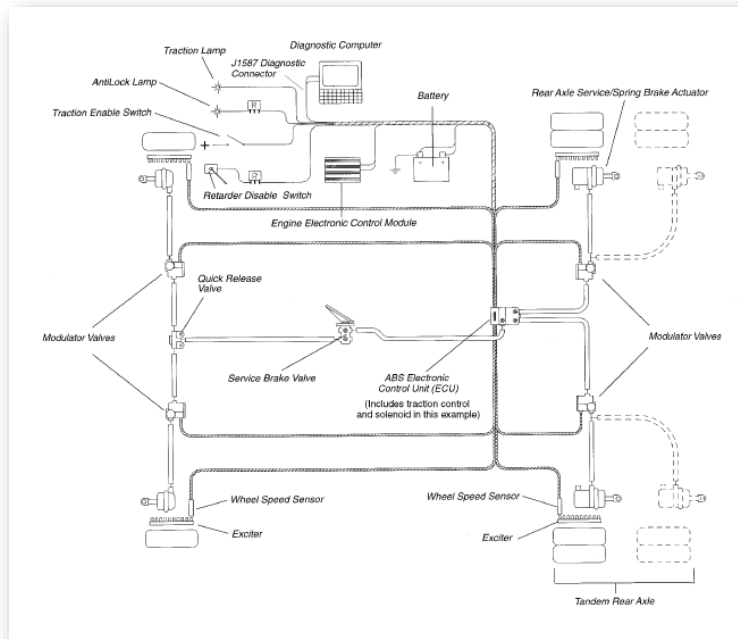 Traction Lamp
Diagnostic Computer
J1587 Diagnostic
Connector
AntiLock Lamp
Battery
Rear Axle Service/Spring Brake Actuator
Traction Enable Switch
R
+
R
Retarder Disable Switch
Engine Electronic Control Module
Quick Release
Valve
Modulator Valves
Service Brake Valve
ABS Electronic
Control Unit (ECU)
(Includes traction control
and solenoid in this example)
Modulator Valves
Wheel Speed Sensor
Wheel Speed Sensor
Exciter
Exciter
Tandem Rear Axle